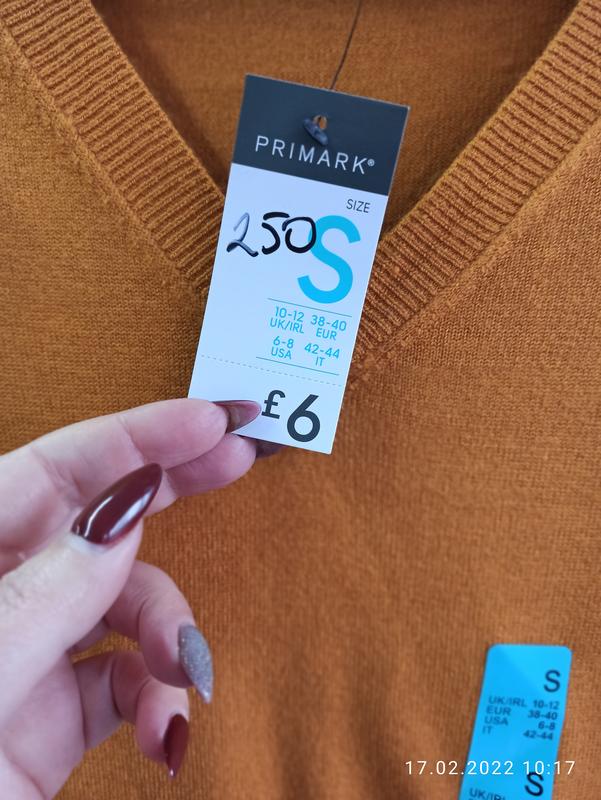 PRIMARK®
SIZE
250 S
10-12 38-40
UK/IRL EUR
6-8 42-44
USA IT
£6
S
UK/IRL 10-12
EUR 38-40
USA 6-8
IT 42-44
S
17.02.2022 10:17